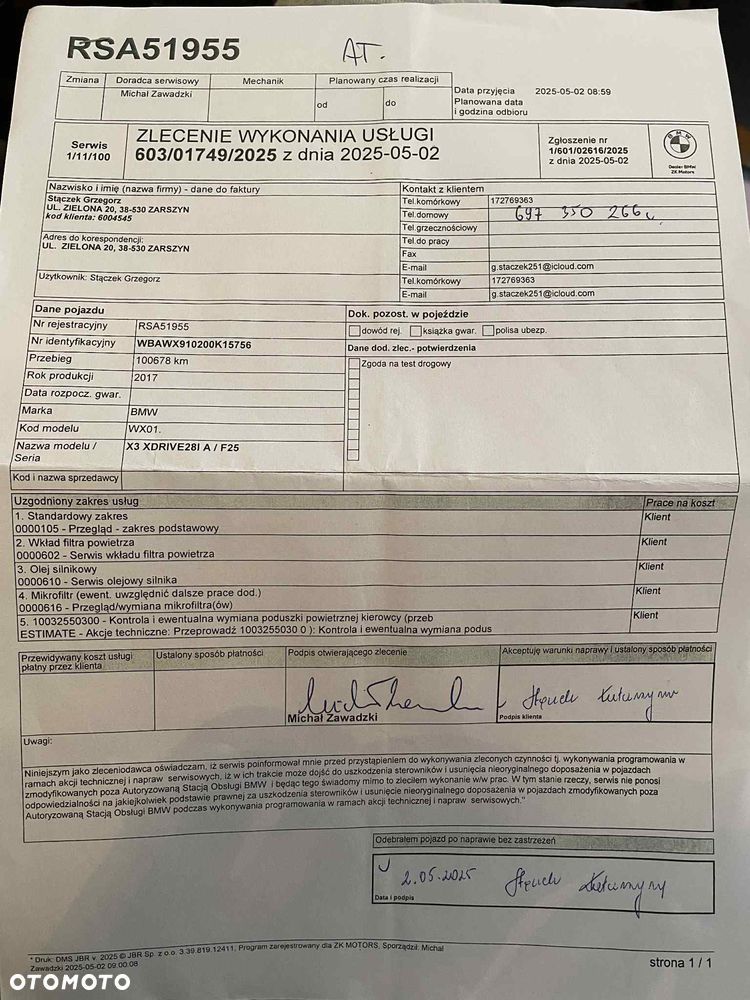 RSA51955
AT.
Zmiana Doradca serwisowy Mechanik Planowany czas realizacji
Michał Zawadzki od do
Data przyjęcia 2025-05-02 08:59
Planowana data
i godzina odbioru
Serwis
1/11/100
ZLECENIE WYKONANIA USŁUGI
603/01749/2025 z dnia 2025-05-02
Zgłoszenie nr
1/601/02616/2025
z dnia 2025-05-02
BMW
Dealer BMW
ZK Motors
Nazwisko i imię (nazwa firmy) - dane do faktury
Stączek Grzegorz
UL. ZIELONA 20, 38-530 ZARSZYN
kod klienta: 6004545
Adres do korespondencji:
UL. ZIELONA 20, 38-530 ZARSZYN
Użytkownik: Stączek Grzegorz
Kontakt z klientem
Tel.komórkowy 172769363
Tel.domowy 697 350 266
Tel.grzecznościowy
Tel.do pracy
Fax
E-mail g.staczek251@icloud.com
Tel.komórkowy 172769363
E-mail g.staczek251@icloud.com
Dane pojazdu
Nr rejestracyjny RSA51955
Nr identyfikacyjny WBAWX910200K15756
Przebieg 100678 km
Rok produkcji 2017
Data rozpocz. gwar.
Marka BMW
Kod modelu WX01.
Nazwa modelu / Seria X3 XDRIVE28I A / F25
Kod i nazwa sprzedawcy
Dok. pozost. w pojeździe
dowód rej. książka gwar. polisa ubezp.
Dane dod. zlec.- potwierdzenia
Zgoda na test drogowy
Uzgodniony zakres usług Prace na koszt
1. Standardowy zakres Klient
0000105 - Przegląd - zakres podstawowy
2. Wkład filtra powietrza Klient
0000602 - Serwis wkładu filtra powietrza
3. Olej silnikowy Klient
0000610 - Serwis olejowy silnika
4. Mikrofiltr (ewent. uwzględnić dalsze prace dod.) Klient
0000616 - Przegląd/wymiana mikrofiltra(ów)
5. 10032550300 - Kontrola i ewentualna wymiana poduszki powietrznej kierowcy (przeb Klient
ESTIMATE - Akcje techniczne: Przeprowadź 1003255030 0 ): Kontrola i ewentualna wymiana podus
Przewidywany koszt usługi
płatny przez klienta
Ustalony sposób płatności
Podpis otwierającego zlecenie
Michał Zawadzki
Akceptuję warunki naprawy i ustalony sposób płatności
Podpis klienta
Uwagi:
Niniejszym jako zleceniodawca oświadczam, iż serwis poinformował mnie przed przystąpieniem do wykonywania zleconych czynności tj. wykonywania programowania w
ramach akcji technicznej i napraw serwisowych, iż w ich trakcie może dojść do uszkodzenia sterowników i usunięcia nieoryginalnego doposażenia w pojazdach
zmodyfikowanych poza Autoryzowaną Stacją Obsługi BMW i będąc tego świadomy mimo to zleciłem wykonanie w/w prac. W tym stanie rzeczy, serwis nie ponosi
odpowiedzialności na jakiejkolwiek podstawie prawnej za uszkodzenia sterowników i usunięcie nieoryginalnego doposażenia w pojazdach zmodyfikowanych poza
Autoryzowaną Stacją Obsługi BMW podczas wykonywania programowania w ramach akcji technicznej i napraw serwisowych."
Odebrałem pojazd po naprawie bez zastrzeżeń
2.05.2025
Data i podpis
* Druk: DMS JBR v. 2025 © JBR Sp. z o.o. 3.39.819.12411, Program zarejestrowany dla ZK MOTORS, Sporządził: Michał
Zawadzki 2025-05-02 09:00:08
strona 1 / 1
OTOMOTO